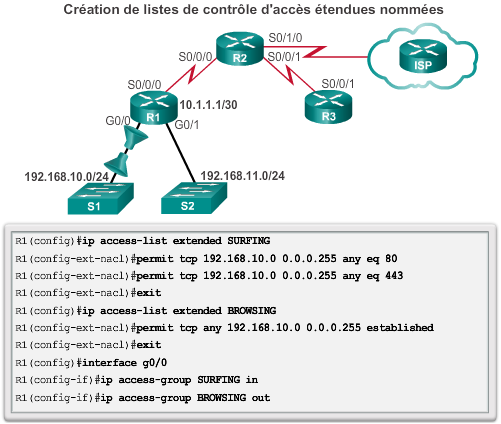 Création de listes de contrôle d'accès étendues nommées
S0/1/0
R2
S0/0/0
S0/0/1
ISP
S0/0/0
S0/0/1
10.1.1.1/30
G0/0
R1
R3
G0/1
192.168.10.0/24
192.168.11.0/24
S1
S2
R1(config)#ip access-list extended SURFING
R1(config-ext-nacl)#permit tcp 192.168.10.0 0.0.0.255 any eq 80
R1(config-ext-nacl)#permit tcp 192.168.10.0 0.0.0.255 any eq 443
R1(config-ext-nacl)#exit
R1(config)#ip access-list extended BROWSING
R1(config-ext-nacl)#permit tcp any 192.168.10.0 0.0.0.255 established
R1(config-ext-nacl)#exit
R1(config)#interface g0/0
R1(config-if)#ip access-group SURFING in
R1(config-if)#ip access-group BROWSING out